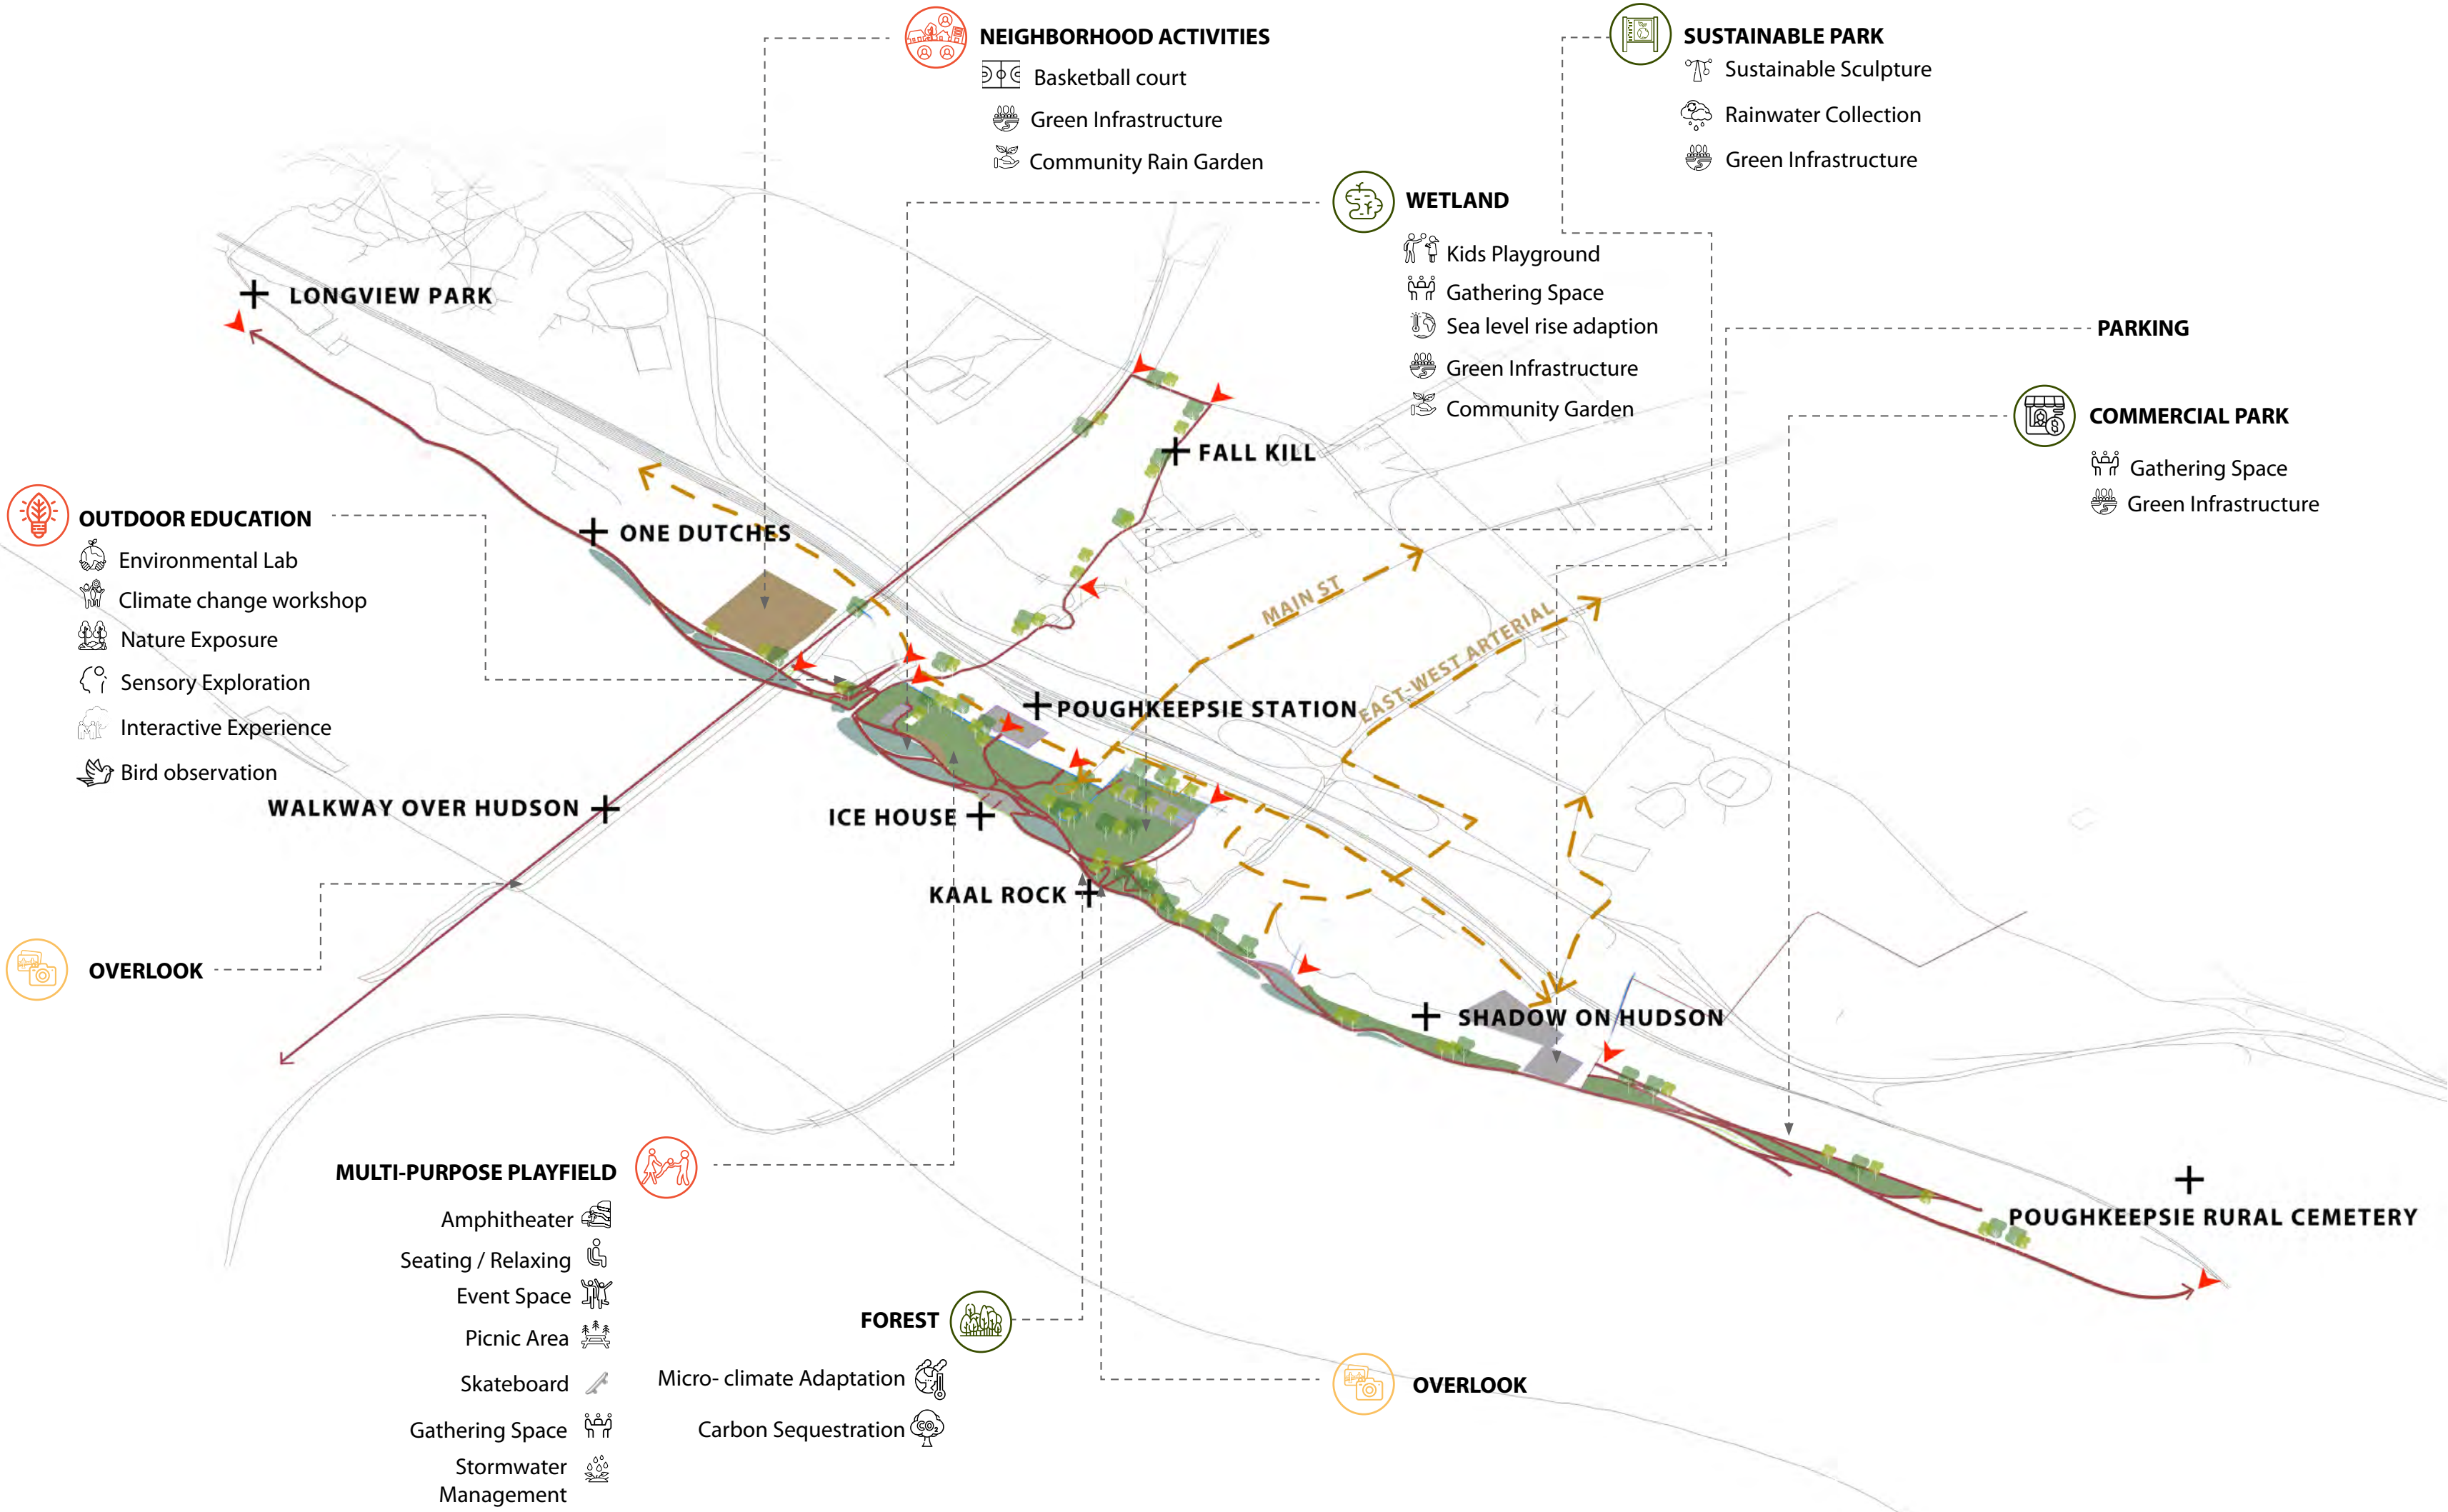 NEIGHBORHOOD ACTIVITIES
Basketball court
Green Infrastructure
Community Rain Garden
SUSTAINABLE PARK
Sustainable Sculpture
Rainwater Collection
Green Infrastructure
WETLAND
Kids Playground
Gathering Space
Sea level rise adaption
Green Infrastructure
Community Garden
PARKING
COMMERCIAL PARK
Gathering Space
Green Infrastructure
LONGVIEW PARK
FALL KILL
ONE DUTCHES
OUTDOOR EDUCATION
Environmental Lab
Climate change workshop
Nature Exposure
Sensory Exploration
Interactive Experience
Bird observation
MAIN ST
EAST-WEST ARTERIAL
POUGHKEEPSIE STATION
WALKWAY OVER HUDSON
ICE HOUSE
KAAL ROCK
OVERLOOK
SHADOW ON HUDSON
POUGHKEEPSIE RURAL CEMETERY
MULTI-PURPOSE PLAYFIELD
Amphitheater
Seating / Relaxing
Event Space
Picnic Area
Skateboard
Gathering Space
Stormwater
Management
FOREST
Micro- climate Adaptation
Carbon Sequestration
CO2
OVERLOOK